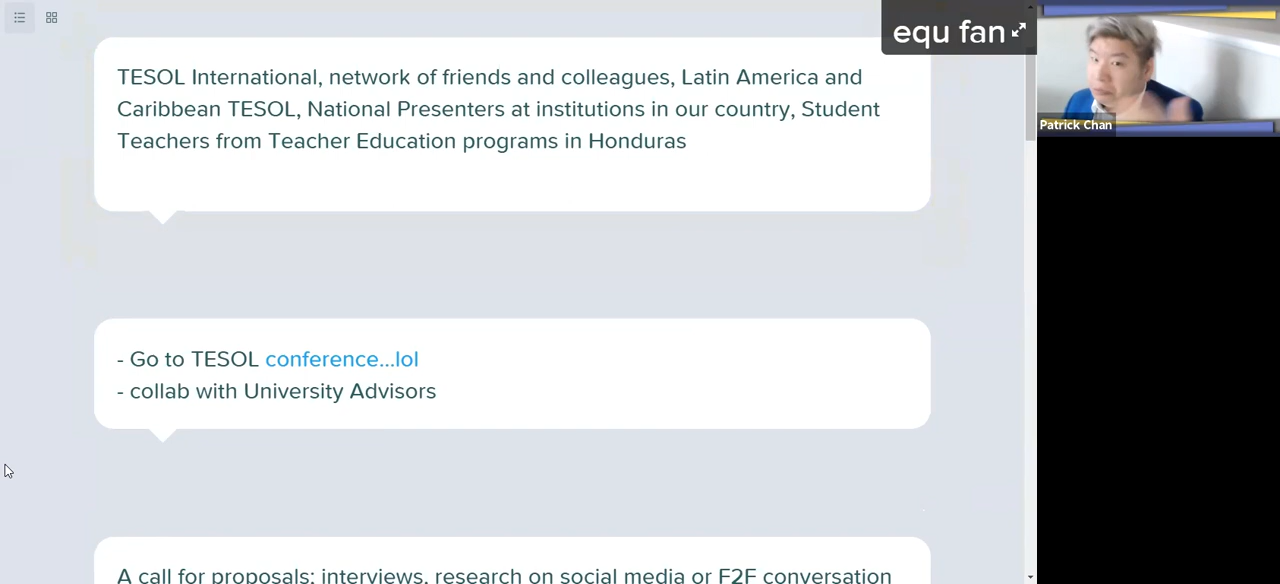 equ fan
TESOL International, network of friends and colleagues, Latin America and
Caribbean TESOL, National Presenters at institutions in our country, Student
Teachers from Teacher Education programs in Honduras
Patrick Chan
- Go to TESOL conference...lol
- collab with University Advisors
A call for proposals; interviews, research on social media or F2F conversation